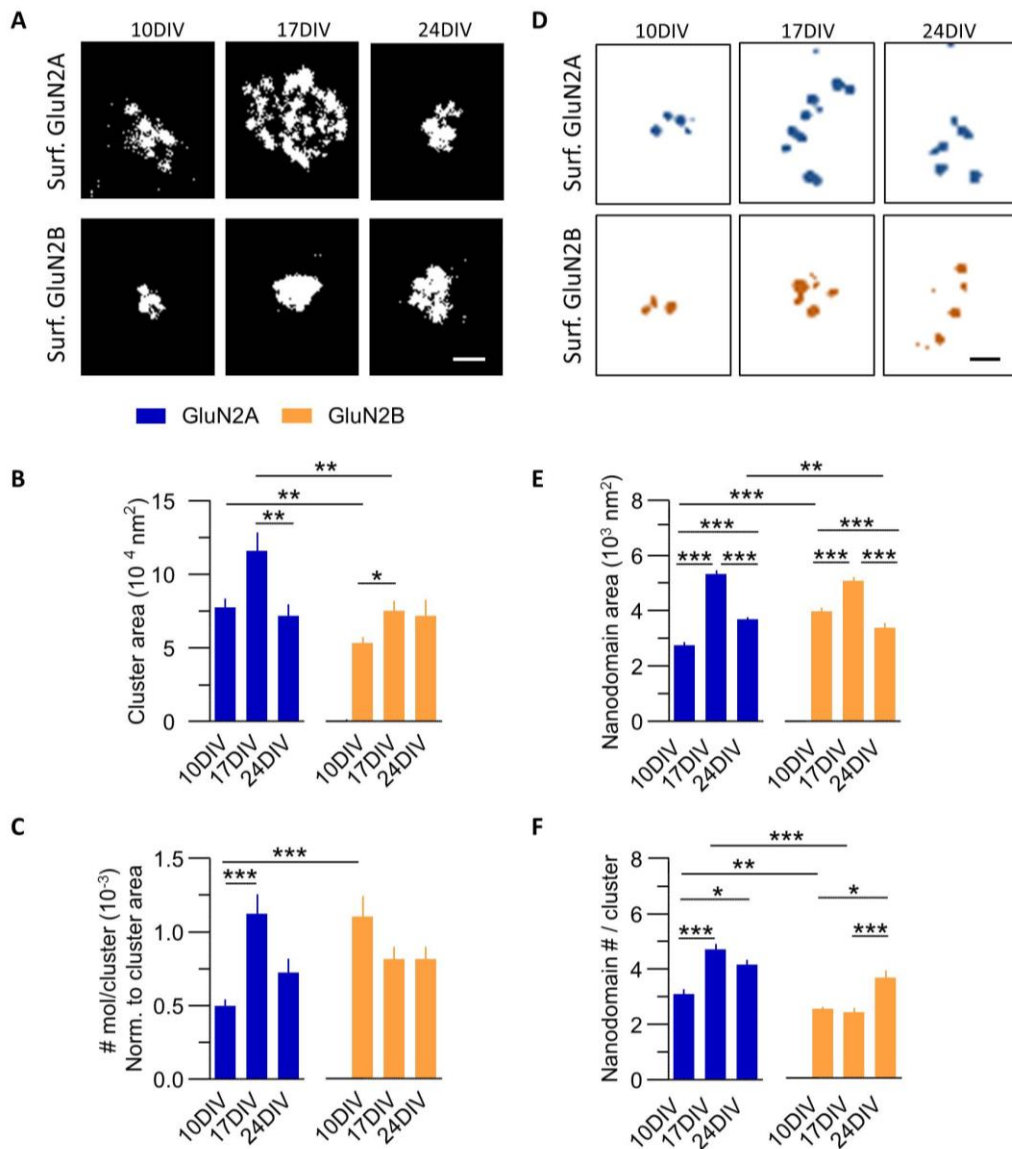 A
10DIV 17DIV 24DIV
Surf. GluN2A
Surf. GluN2B
GluN2A GluN2B
B
** 
**
**
*
Cluster area (10 ⁴ nm²)
15
10
5
0
10DIV 17DIV 24DIV 10DIV 17DIV 24DIV
C
***
***
# mol/cluster (10⁻³)
Norm. to cluster area
1.5
1.0
0.5
0.0
10DIV 17DIV 24DIV 10DIV 17DIV 24DIV
D
10DIV 17DIV 24DIV
Surf. GluN2A
Surf. GluN2B
E
**
***
*** ***
*** *** *** ***
Nanodomain area (10³ nm²)
8
6
4
2
0
10DIV 17DIV 24DIV 10DIV 17DIV 24DIV
F
***
**
* *
*** ***
Nanodomain # / cluster
8
6
4
2
0
10DIV 17DIV 24DIV 10DIV 17DIV 24DIV